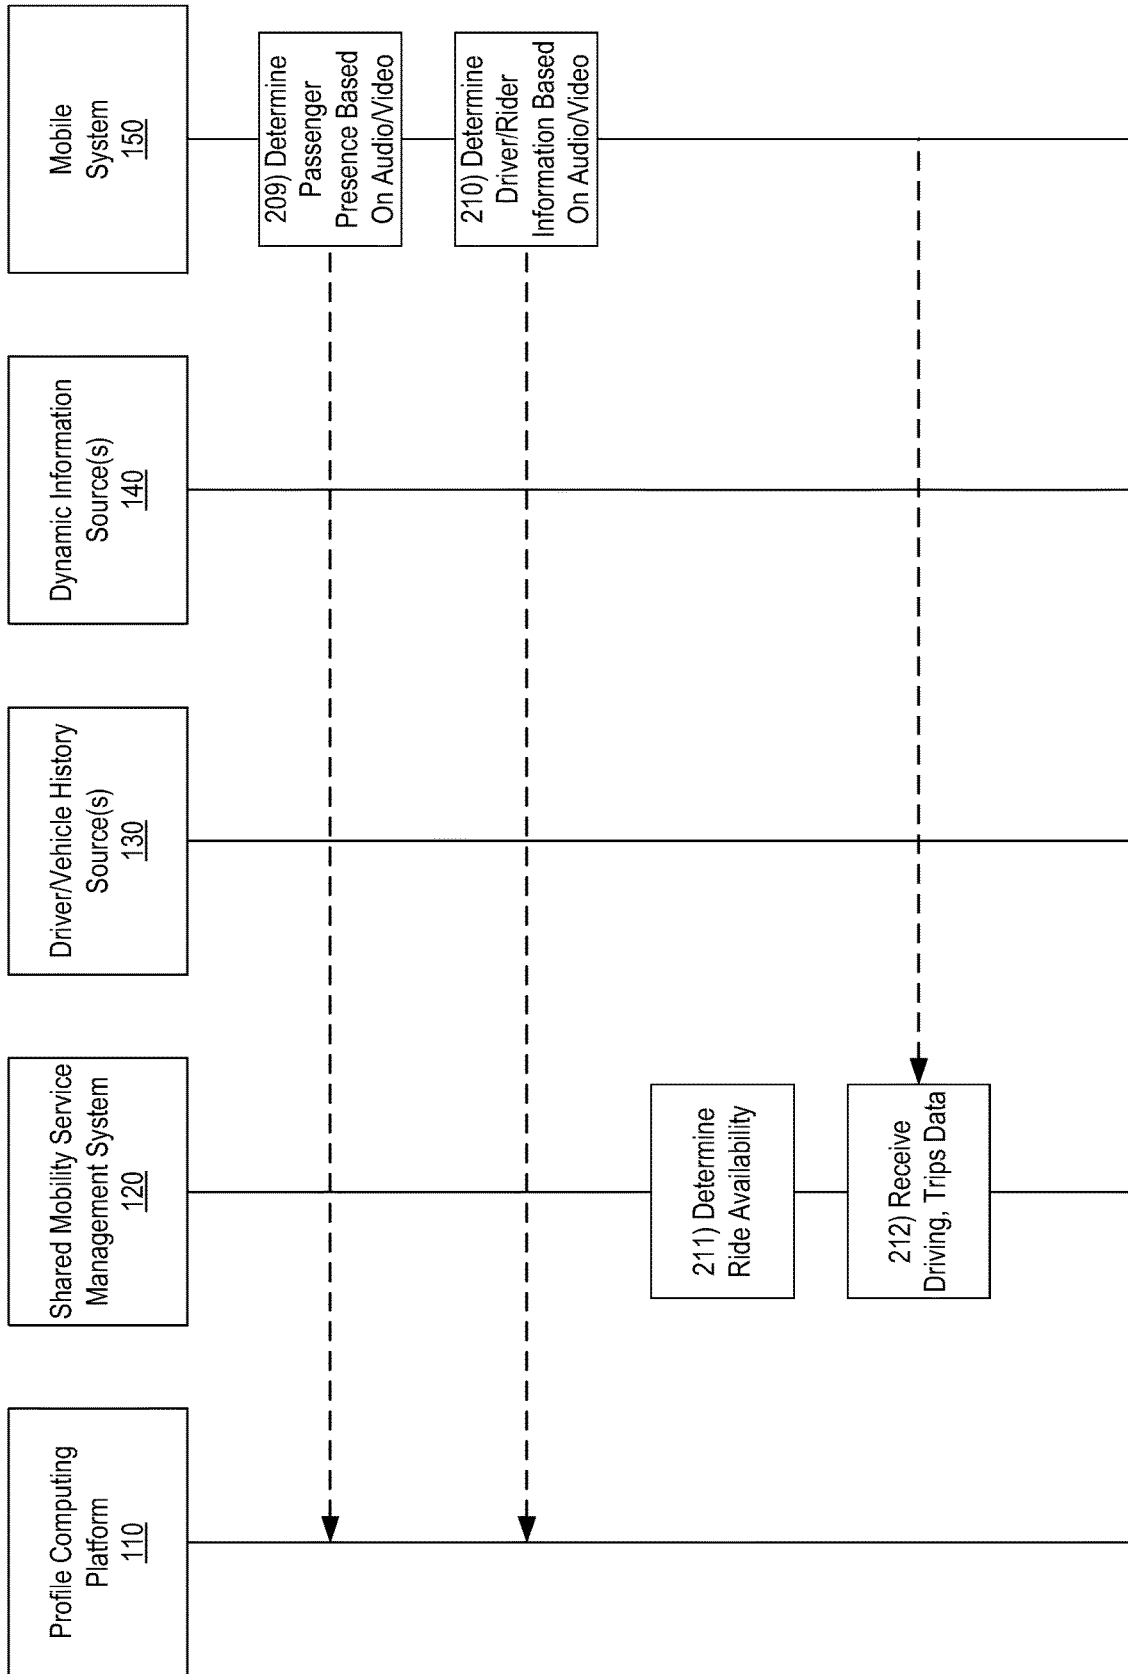 Profile Computing
Platform
110
Shared Mobility Service
Management System
120
Driver/Vehicle History
Source(s)
130
Dynamic Information
Source(s)
140
Mobile
System
150
209) Determine
Passenger
Presence Based
On Audio/Video
210) Determine
Driver/Rider
Information Based
On Audio/Video
211) Determine
Ride Availability
212) Receive
Driving, Trips Data